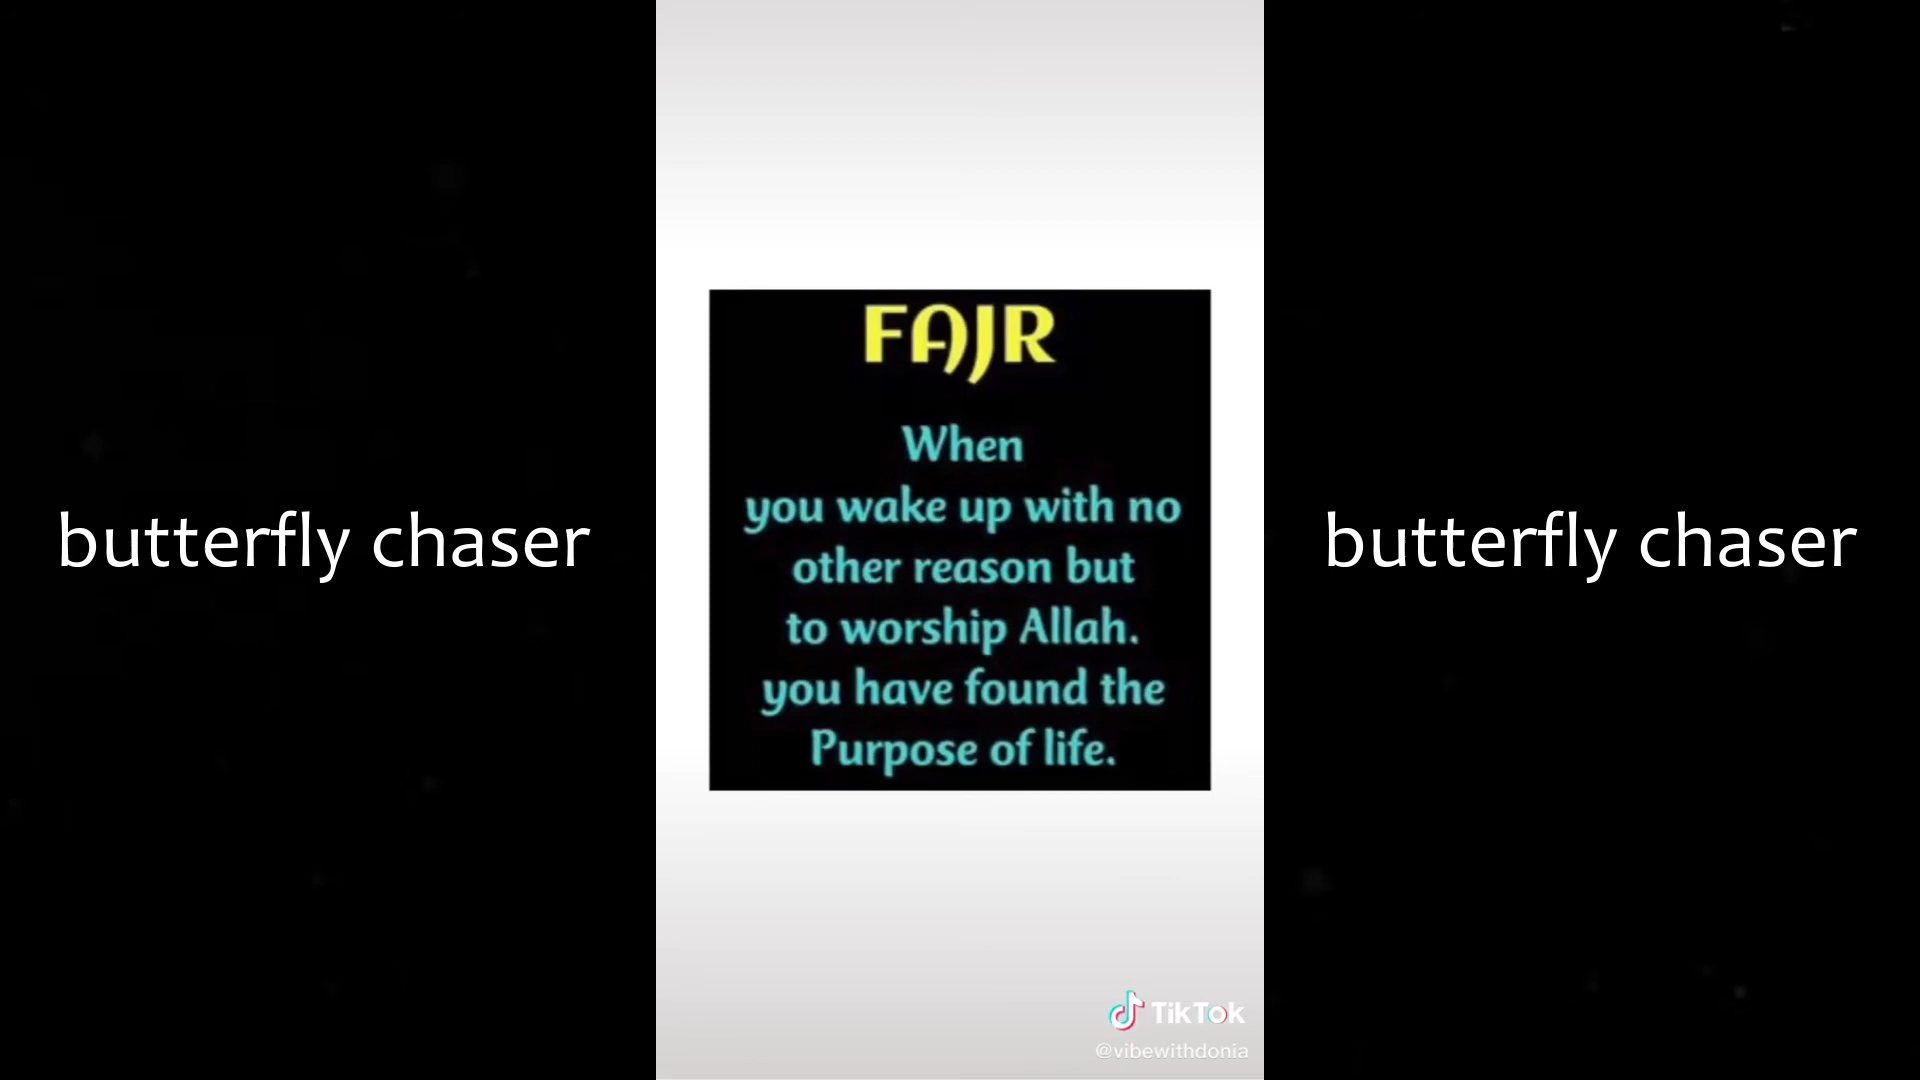 FAJR
When
you wake up with no
other reason but
to worship Allah.
you have found the
Purpose of life.
butterfly chaser
butterfly chaser
TikTok
@vibewithdonia